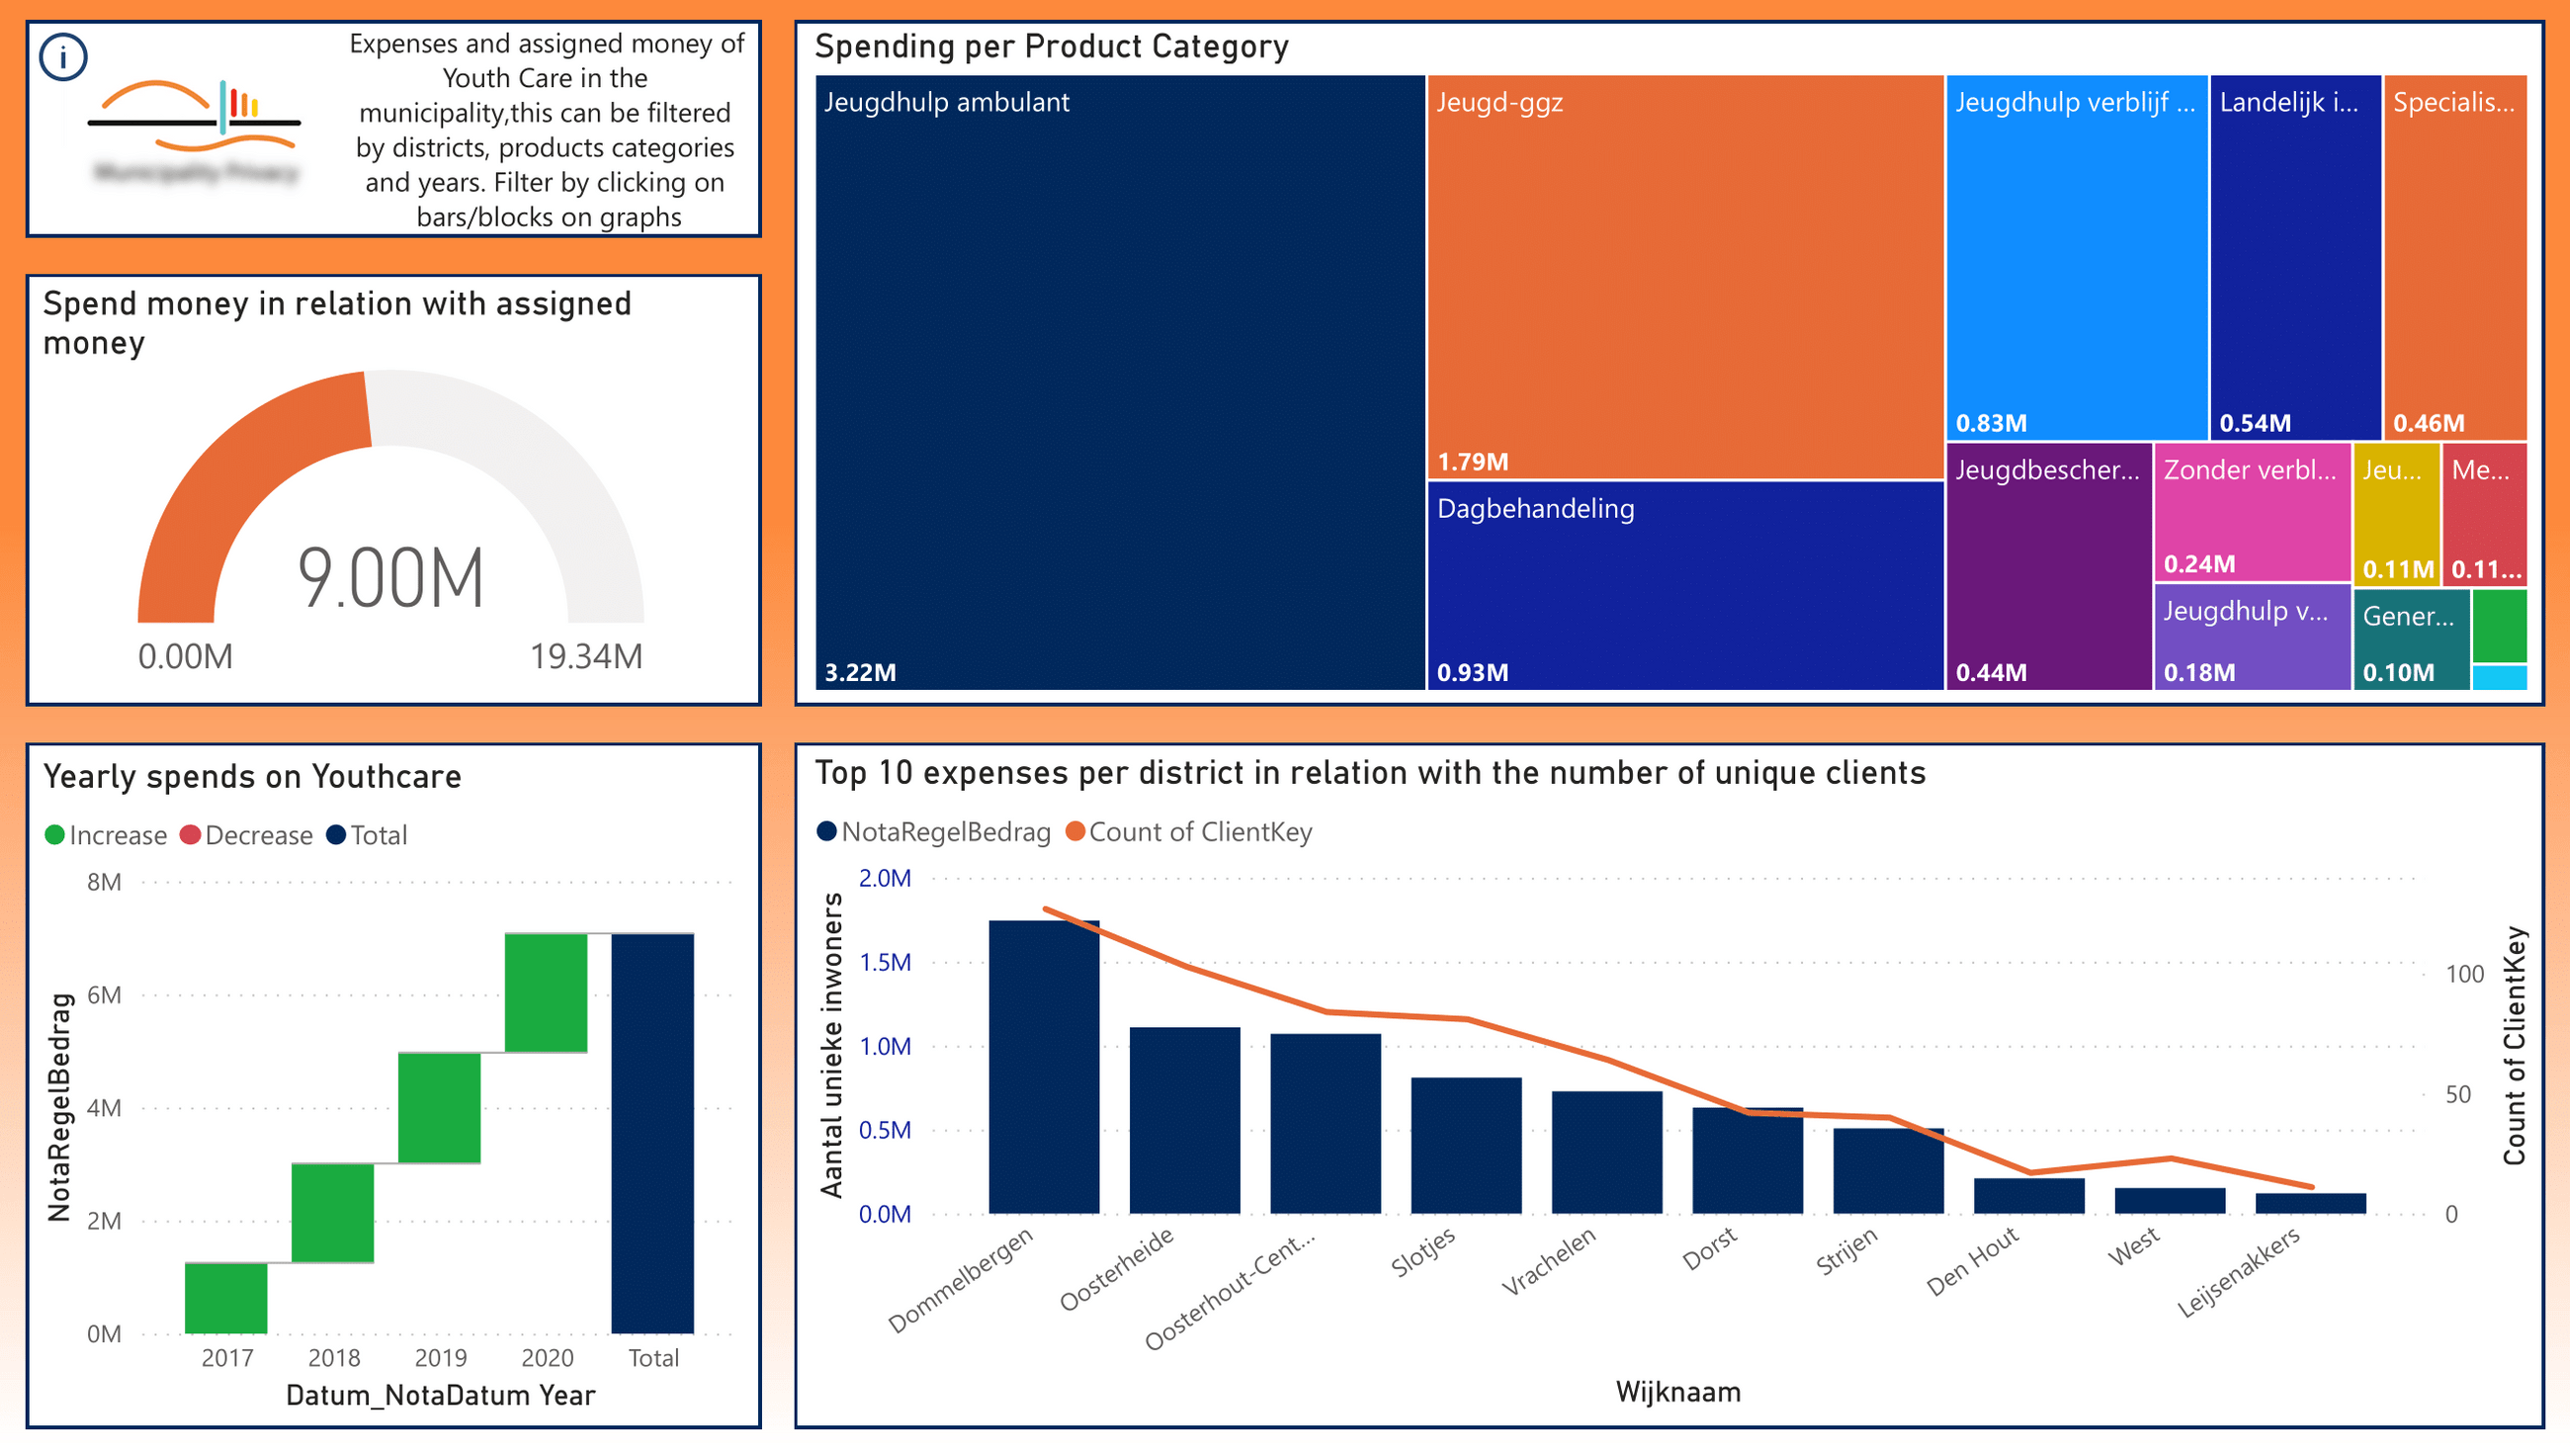 i
Expenses and assigned money of
Youth Care in the
municipality,this can be filtered
by districts, products categories
and years. Filter by clicking on
bars/blocks on graphs
Municipality Privacy
Spend money in relation with assigned
money
9.00M
0.00M
19.34M
Spending per Product Category
Jeugdhulp ambulant
3.22M
Jeugd-ggz
1.79M
Dagbehandeling
0.93M
Jeugdhulp verblijf ...
0.83M
Landelijk i...
0.54M
Specialis...
0.46M
Jeugdbescher...
0.44M
Zonder verbl...
0.24M
Jeugdhulp v...
0.18M
Jeu...
0.11M
Me...
0.11...
Gener...
0.10M
Yearly spends on Youthcare
Increase Decrease Total
NotaRegelBedrag
8M
6M
4M
2M
0M
2017 2018 2019 2020 Total
Datum_NotaDatum Year
Top 10 expenses per district in relation with the number of unique clients
NotaRegelBedrag Count of ClientKey
Aantal unieke inwoners
2.0M
1.5M
1.0M
0.5M
0.0M
100
50
0
Count of ClientKey
Dommelbergen
Oosterheide
Oosterhout-Cent...
Slotjes
Vrachelen
Dorst
Strijen
Den Hout
West
Leijsenakkers
Wijknaam